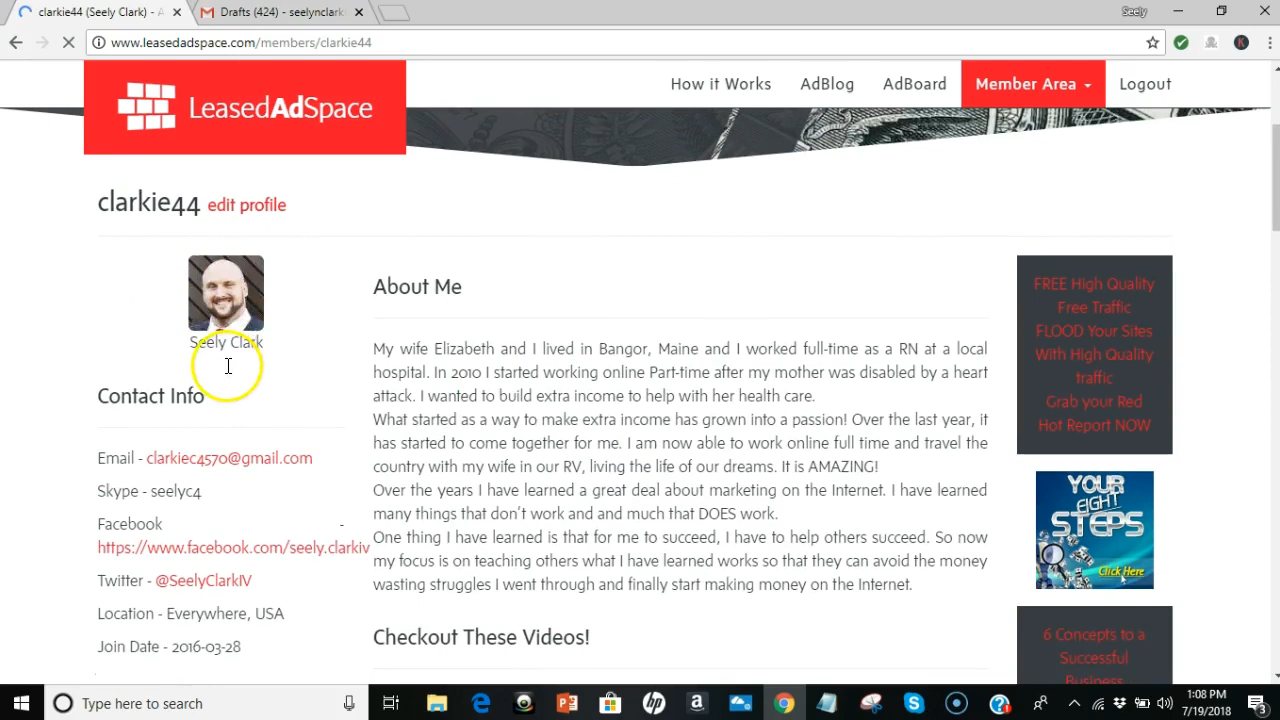 clarkie44 (Seely Clark) - A
Drafts (424) - seelynclark
Seely
www.leasedadspace.com/members/clarkie44
LeasedAdSpace
How it Works
AdBlog
AdBoard
Member Area
Logout
clarkie44 edit profile
Seely Clark
Contact Info
Email - clarkiec4570@gmail.com
Skype - seelyc4
Facebook -
https://www.facebook.com/seely.clarkiv
Twitter - @SeelyClarkIV
Location - Everywhere, USA
Join Date - 2016-03-28
About Me
My wife Elizabeth and I lived in Bangor, Maine and I worked full-time as a RN at a local
hospital. In 2010 I started working online Part-time after my mother was disabled by a heart
attack. I wanted to build extra income to help with her health care.
What started as a way to make extra income has grown into a passion! Over the last year, it
has started to come together for me. I am now able to work online full time and travel the
country with my wife in our RV, living the life of our dreams. It is AMAZING!
Over the years I have learned a great deal about marketing on the Internet. I have learned
many things that don't work and and much that DOES work.
One thing I have learned is that for me to succeed, I have to help others succeed. So now
my focus is on teaching others what I have learned works so that they can avoid the money
wasting struggles I went through and finally start making money on the Internet.
Checkout These Videos!
FREE High Quality
Free Traffic
FLOOD Your Sites
With High Quality
traffic
Grab your Red
Hot Report NOW
YOUR
EIGHT
STEPS
Click Here
6 Concepts to a
Successful
Business
Type here to search
1:08 PM
7/19/2018